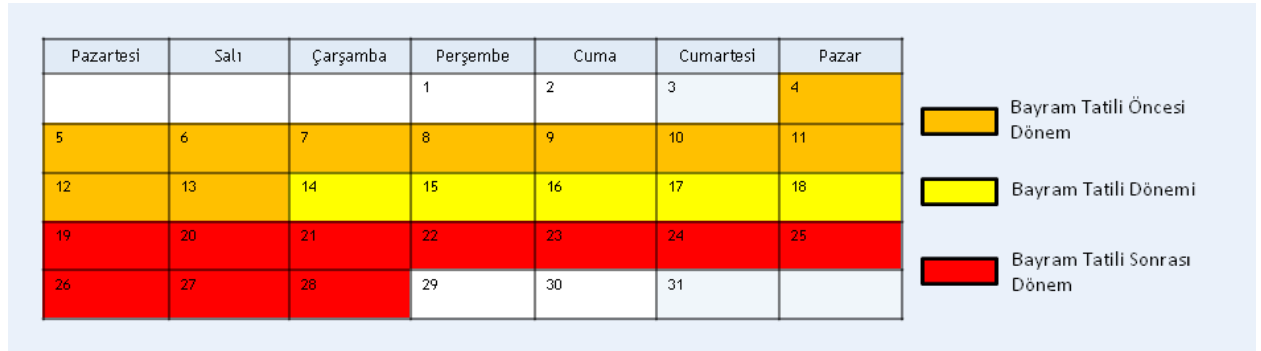 Pazartesi Salı Çarşamba Perşembe Cuma Cumartesi Pazar
1 2 3 4
5 6 7 8 9 10 11
12 13 14 15 16 17 18
19 20 21 22 23 24 25
26 27 28 29 30 31
Bayram Tatili Öncesi
Dönem
Bayram Tatili Dönemi
Bayram Tatili Sonrası
Dönem